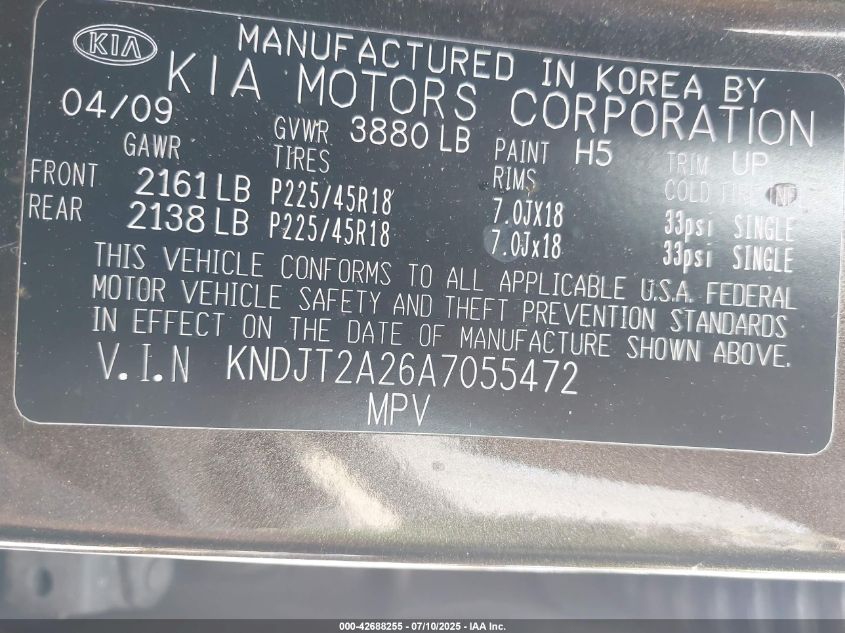 KIA
MANUFACTURED IN KOREA BY
KIA MOTORS CORPORATION
04/09 GVWR 3880 LB PAINT H5 TRIM UP
GAWR TIRES RIMS COLD TIRE INF
FRONT 2161 LB P225/45R18 7.0JX18 33psi SINGLE
REAR 2138 LB P225/45R18 7.0Jx18 33psi SINGLE
THIS VEHICLE CONFORMS TO ALL APPLICABLE U.S.A. FEDERAL
MOTOR VEHICLE SAFETY AND THEFT PREVENTION STANDARDS
IN EFFECT ON THE DATE OF MANUFACTURE SHOWN ABOVE.
V.I.N KNDJT2A26A7055472
MPV
000-42688255 - 07/10/2025 - IAA Inc.